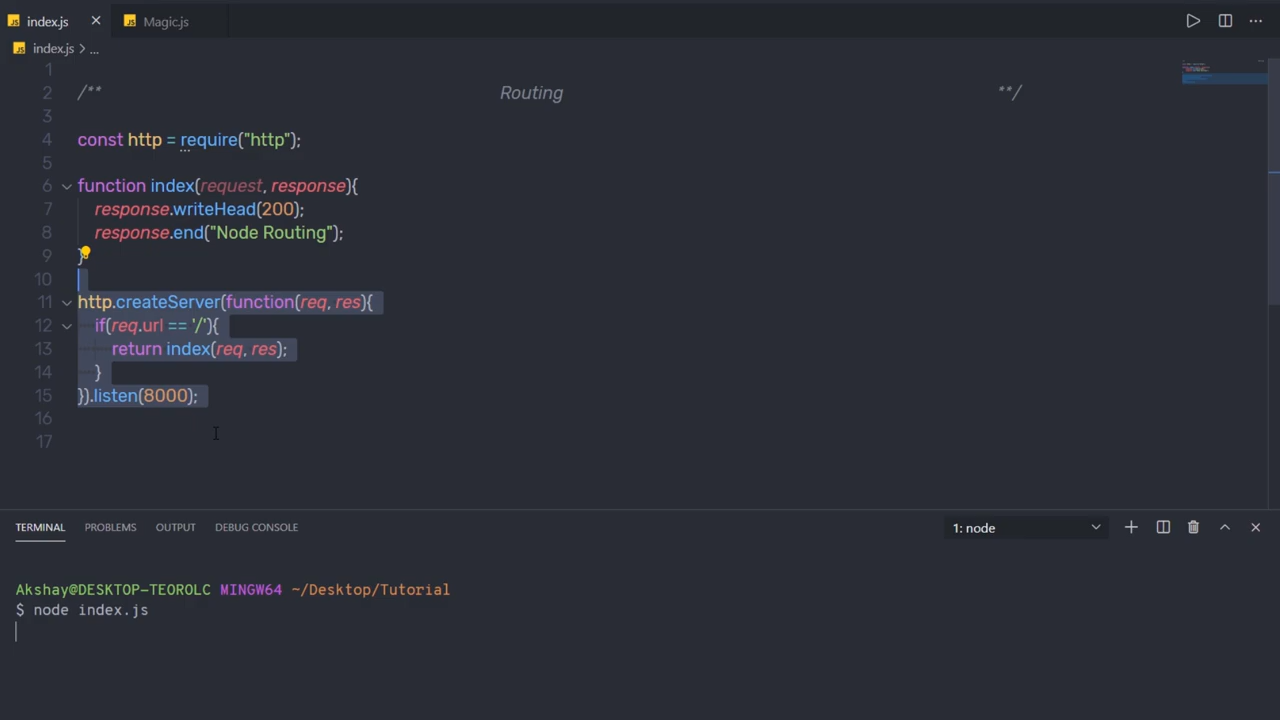 JS index.js × JS Magic.js
JS index.js > ...
1
2 /** Routing **/
3
4 const http = require("http");
5
6 function index(request, response){
7 response.writeHead(200);
8 response.end("Node Routing");
9 }
10
11 http.createServer(function(req, res){
12 if(req.url == '/'){
13 return index(req, res);
14 }
15 }).listen(8000);
16
17
TERMINAL PROBLEMS OUTPUT DEBUG CONSOLE 1: node
Akshay@DESKTOP-TEOROLC MINGW64 ~/Desktop/Tutorial
$ node index.js